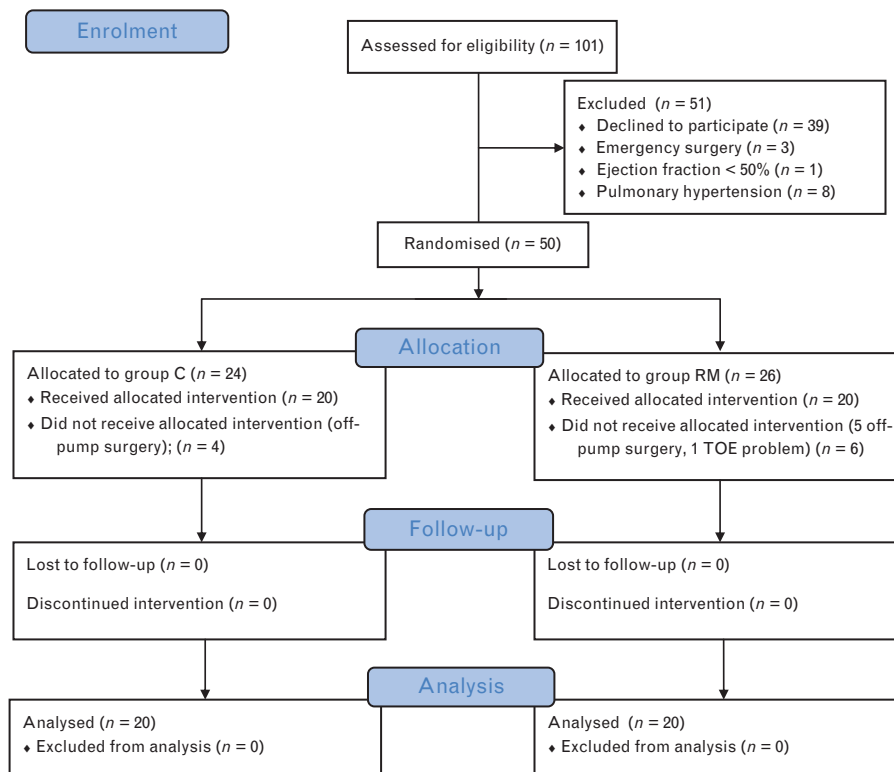 Enrolment
Assessed for eligibility (n = 101)
Excluded (n = 51)
♦ Declined to participate (n = 39)
♦ Emergency surgery (n = 3)
♦ Ejection fraction < 50% (n = 1)
♦ Pulmonary hypertension (n = 8)
Randomised (n = 50)
Allocation
Allocated to group C (n = 24)
♦ Received allocated intervention (n = 20)
♦ Did not receive allocated intervention (off-
pump surgery); (n = 4)
Allocated to group RM (n = 26)
♦ Received allocated intervention (n = 20)
♦ Did not receive allocated intervention (5 off-
pump surgery, 1 TOE problem) (n = 6)
Follow-up
Lost to follow-up (n = 0)
Discontinued intervention (n = 0)
Lost to follow-up (n = 0)
Discontinued intervention (n = 0)
Analysis
Analysed (n = 20)
♦ Excluded from analysis (n = 0)
Analysed (n = 20)
♦ Excluded from analysis (n = 0)